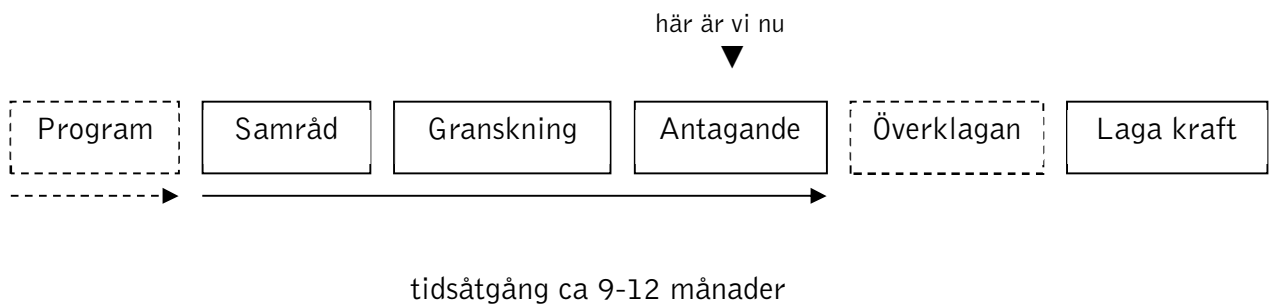 här är vi nu
Program Samråd Granskning Antagande Överklagan Laga kraft
tidsåtgång ca 9-12 månader